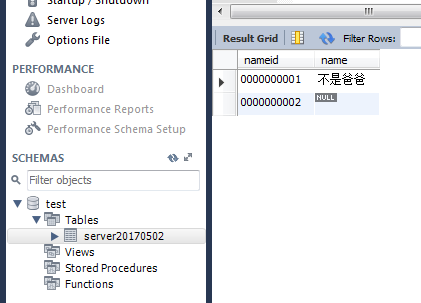 Startup / Shutdown
Server Logs
Options File
PERFORMANCE
Dashboard
Performance Reports
Performance Schema Setup
SCHEMAS
Filter objects
test
Tables
server20170502
Views
Stored Procedures
Functions
Result Grid Filter Rows:
nameid name
0000000001 不是爸爸
0000000002 NULL